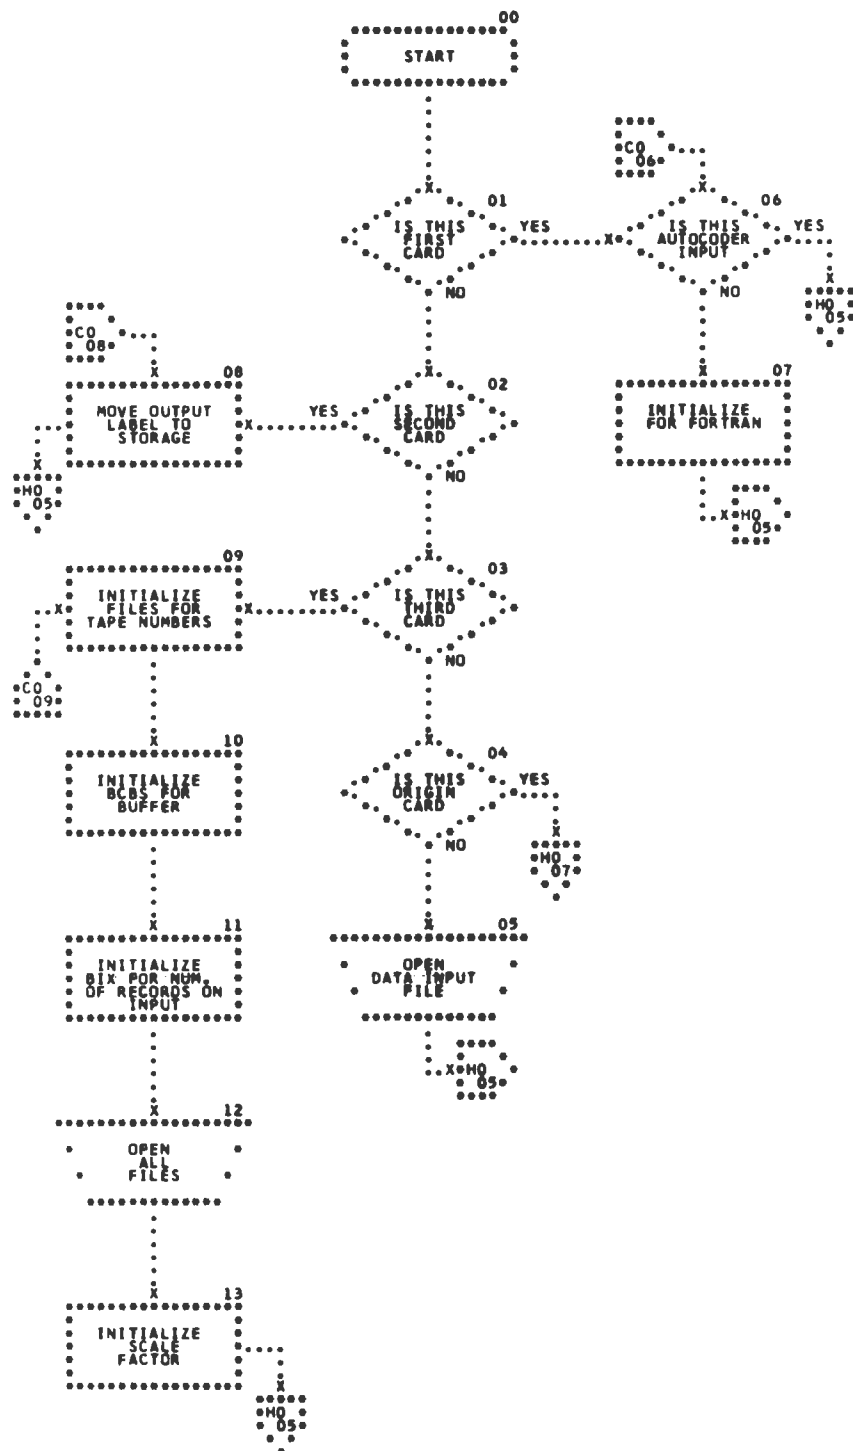 00
START
CO
06
01
IS THIS
FIRST
CARD
YES
NO
06
IS THIS
AUTOCODER
INPUT
YES
NO
HO
05
CO
08
08
MOVE OUTPUT
LABEL TO
STORAGE
YES
02
IS THIS
SECOND
CARD
NO
07
INITIALIZE
FOR FORTRAN
HO
05
HO
05
09
INITIALIZE
FILES FOR
TAPE NUMBERS
YES
03
IS THIS
THIRD
CARD
NO
CO
09
10
INITIALIZE
BCBS FOR
BUFFER
04
IS THIS
ORIGIN
CARD
YES
NO
HO
07
11
INITIALIZE
BIX FOR NUM.
OF RECORDS ON
INPUT
05
OPEN
DATA INPUT
FILE
HO
05
12
OPEN
ALL
FILES
13
INITIALIZE
SCALE
FACTOR
HO
05